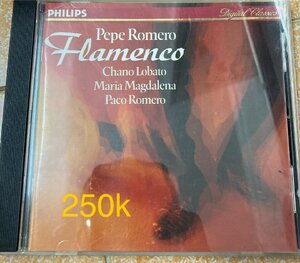 PHILIPS
Digital Classics
Pepe Romero
Flamenco
Chano Lobato
Maria Magdalena
Paco Romero
250k